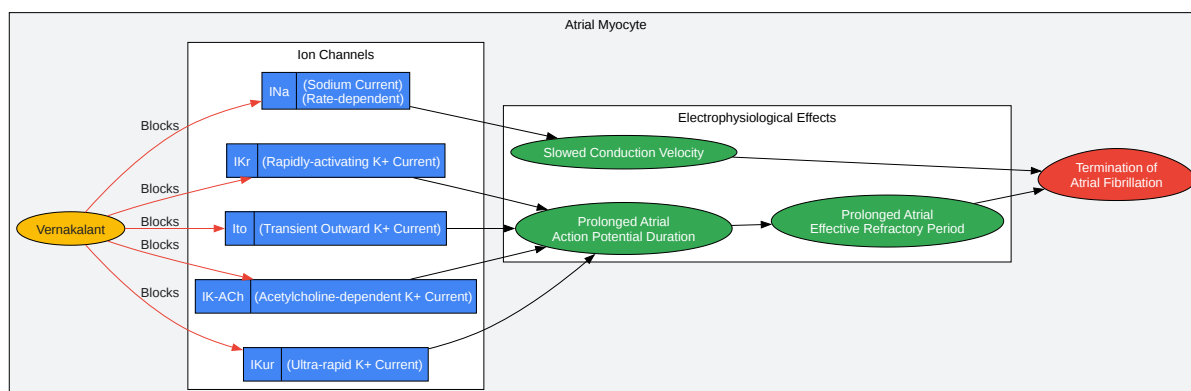 Atrial Myocyte
Ion Channels
INa
(Sodium Current)
(Rate-dependent)
Electrophysiological Effects
Blocks
Slowed Conduction Velocity
IKr
(Rapidly-activating K+ Current)
Termination of
Atrial Fibrillation
Blocks
Vernakalant
Blocks
Ito
(Transient Outward K+ Current)
Prolonged Atrial
Action Potential Duration
Prolonged Atrial
Effective Refractory Period
Blocks
IK-ACh
(Acetylcholine-dependent K+ Current)
Blocks
IKur
(Ultra-rapid K+ Current)